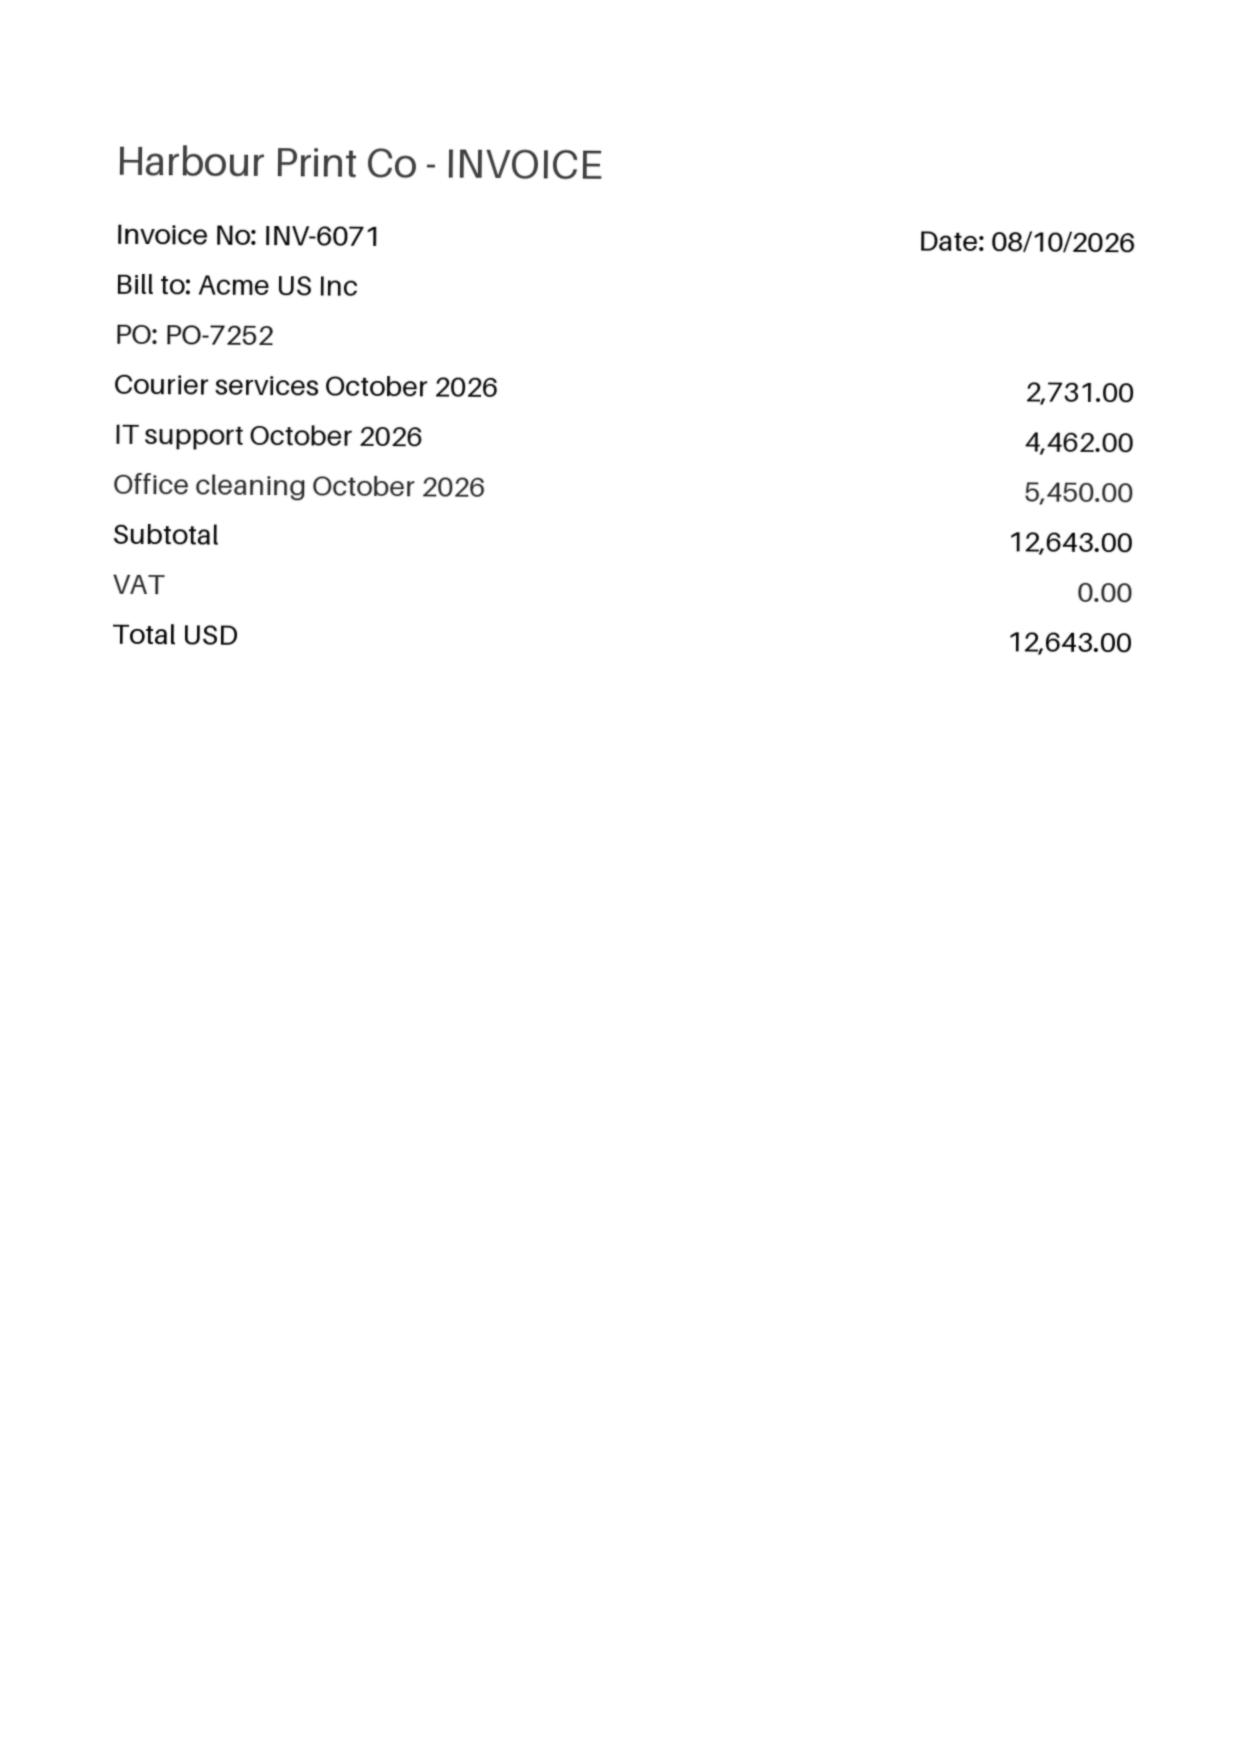 Harbour Print Co - INVOICE
Invoice No: INV-6071 Date: 08/10/2026
Bill to: Acme US Inc
PO: PO-7252
Courier services October 2026 2,731.00
IT support October 2026 4,462.00
Office cleaning October 2026 5,450.00
Subtotal 12,643.00
VAT 0.00
Total USD 12,643.00